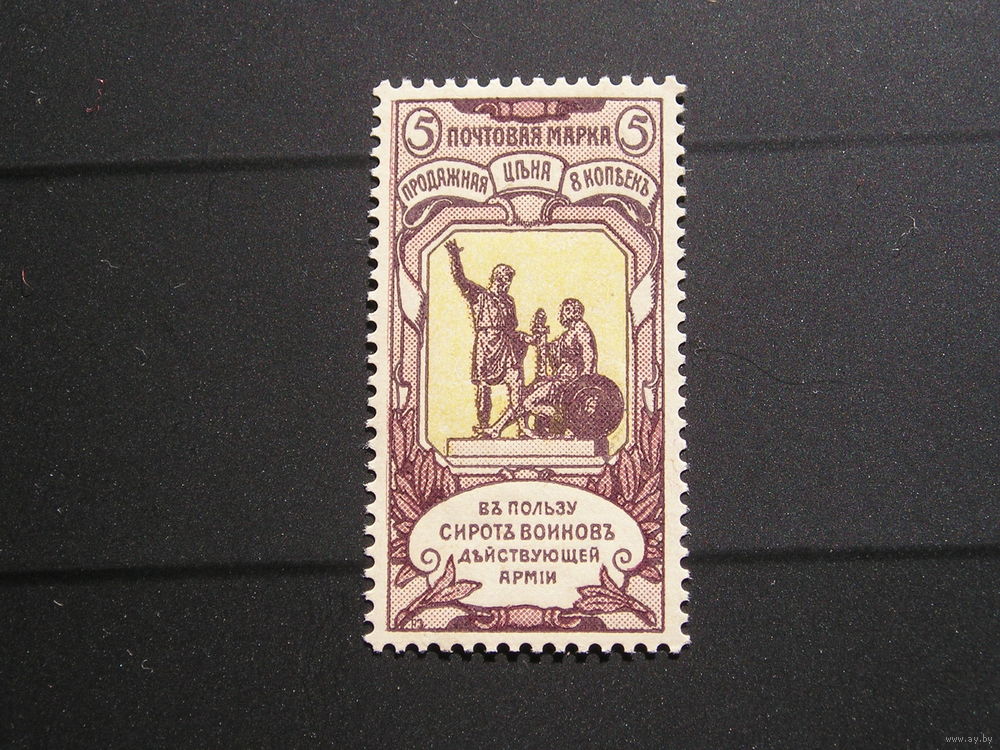 5 ПОЧТОВАЯ МАРКА 5
ПРОДАЖНАЯ ЦѢНА 8 КОПѢЕКЪ
ВЪ ПОЛЬЗУ
СИРОТЪ ВОИНОВЪ
ДѢЙСТВУЮЩЕЙ
АРМІИ
www.ay.by